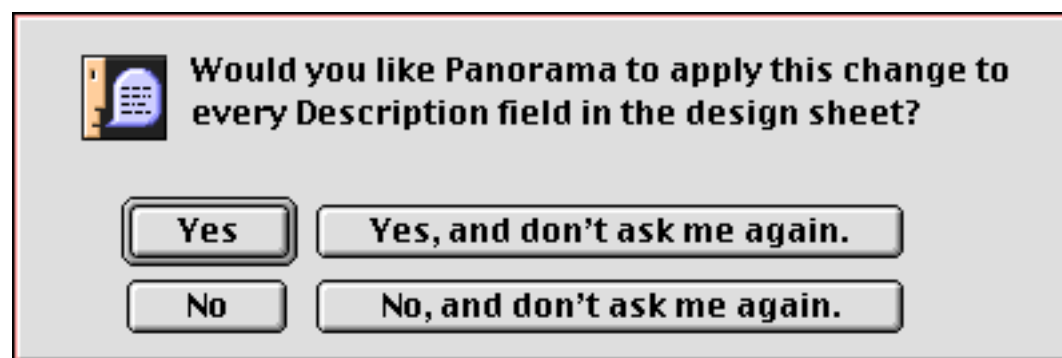 Would you like Panorama to apply this change to
every Description field in the design sheet?
Yes
Yes, and don't ask me again.
No
No, and don't ask me again.